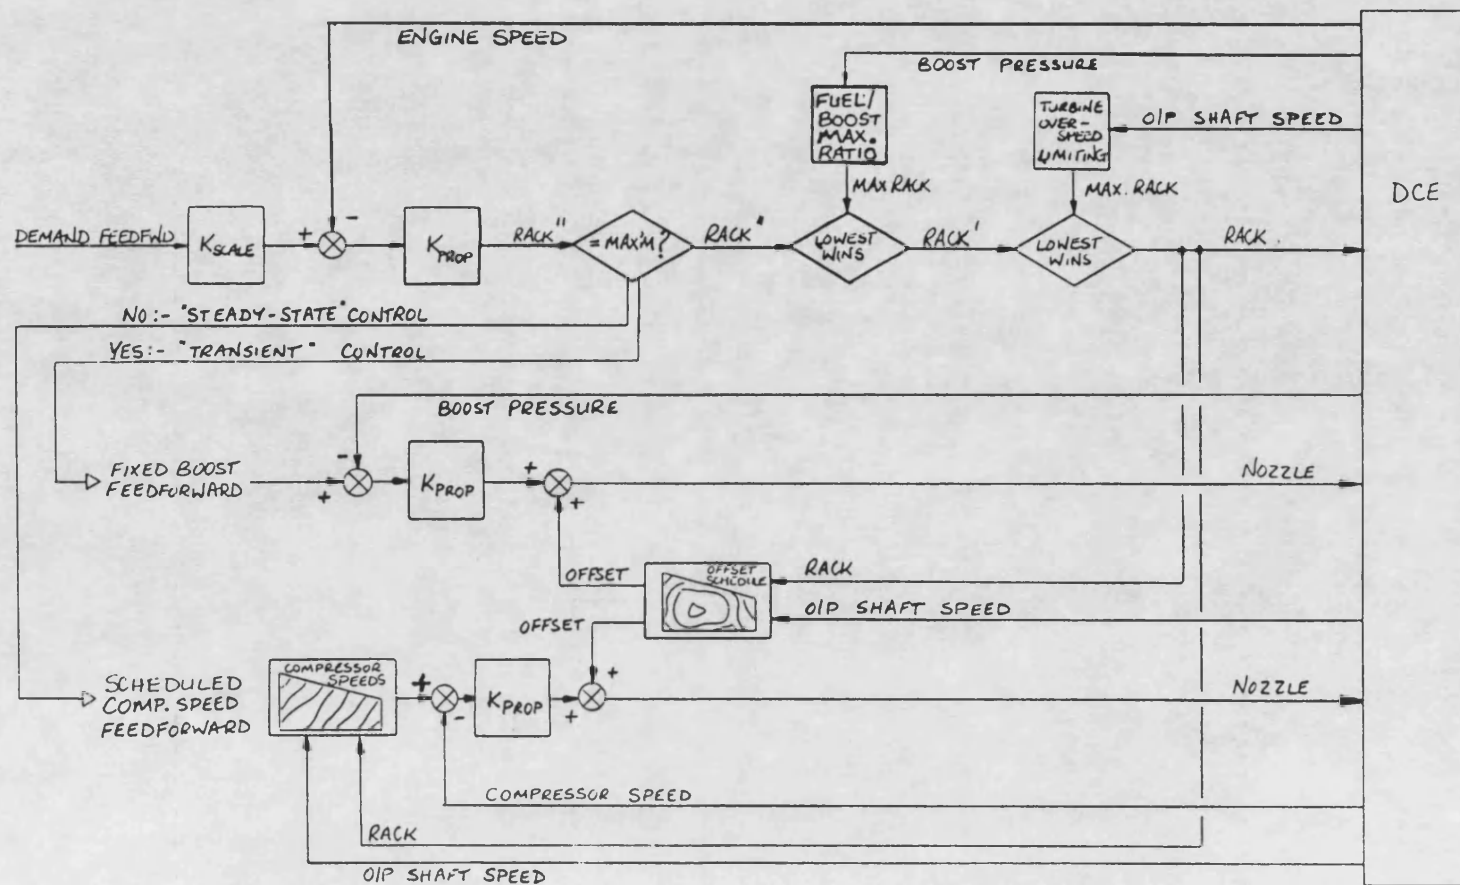 ENGINE SPEED
BOOST PRESSURE
FUEL/
BOOST
MAX.
RATIO
TURBINE
OVER-
SPEED
LIMITING
O/P SHAFT SPEED
MAX RACK
MAX. RACK
DCE
DEMAND FEEDFWD
KSCALE
+
-
KPROP
RACK"
= MAX'M?
RACK"
LOWEST
WINS
RACK'
LOWEST
WINS
RACK
NO:- "STEADY-STATE" CONTROL
YES:- "TRANSIENT" CONTROL
BOOST PRESSURE
FIXED BOOST
FEEDFORWARD
-
+
KPROP
+
+
NOZZLE
OFFSET
OFFSET
SCHEDULE
RACK
O/P SHAFT SPEED
OFFSET
SCHEDULED
COMP. SPEED
FEEDFORWARD
COMPRESSOR
SPEEDS
+
-
KPROP
+
+
NOZZLE
COMPRESSOR SPEED
RACK
O/P SHAFT SPEED